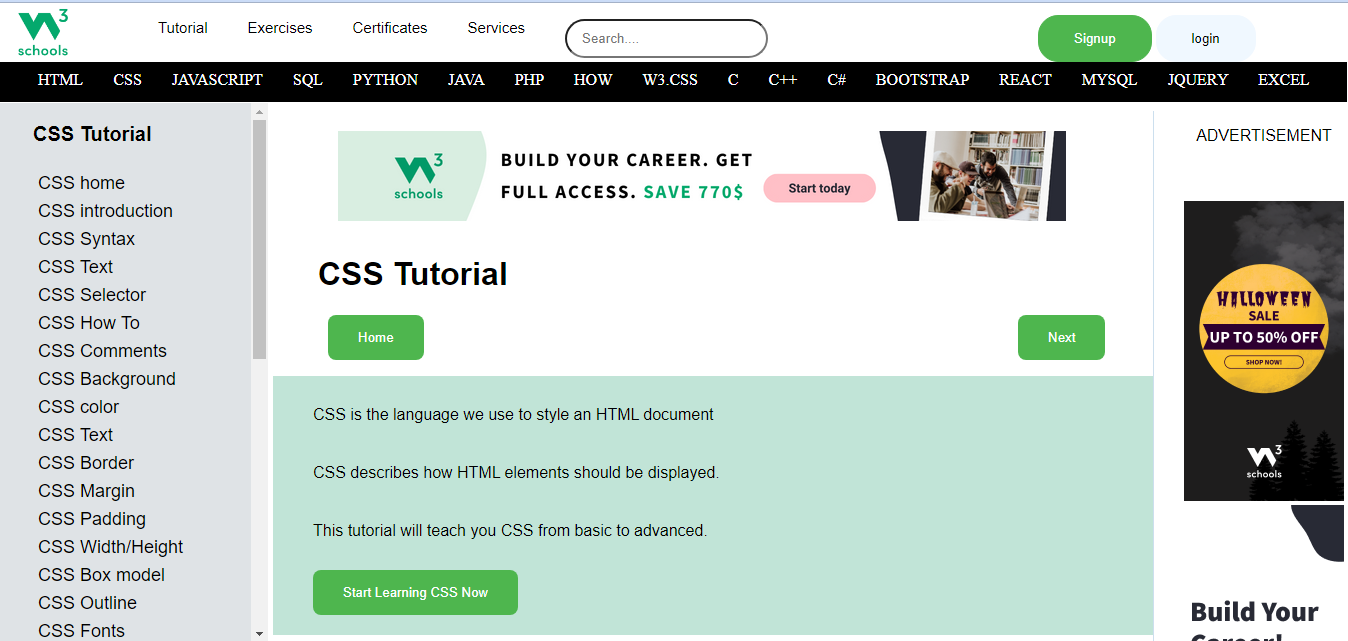 W3 schools
Tutorial Exercises Certificates Services Search.... Signup login
HTML CSS JAVASCRIPT SQL PYTHON JAVA PHP HOW W3.CSS C C++ C# BOOTSTRAP REACT MYSQL JQUERY EXCEL
CSS Tutorial
CSS home
CSS introduction
CSS Syntax
CSS Text
CSS Selector
CSS How To
CSS Comments
CSS Background
CSS color
CSS Text
CSS Border
CSS Margin
CSS Padding
CSS Width/Height
CSS Box model
CSS Outline
CSS Fonts
W3 schools
BUILD YOUR CAREER. GET
FULL ACCESS. SAVE 770$
Start today
CSS Tutorial
Home Next
CSS is the language we use to style an HTML document
CSS describes how HTML elements should be displayed.
This tutorial will teach you CSS from basic to advanced.
Start Learning CSS Now
ADVERTISEMENT
HALLOWEEN
SALE
UP TO 50% OFF
SHOP NOW!
W3 schools
Build Your
Career!